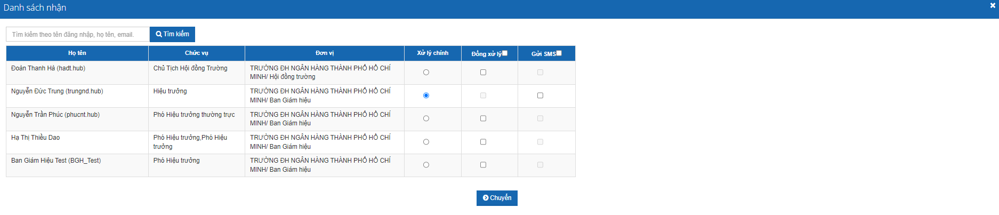 Danh sách nhận
Tìm kiếm theo tên đăng nhập, họ tên, email.
Tìm kiếm
Họ tên
Chức vụ
Đơn vị
Xử lý chính
Đồng xử lý
Gửi SMS
Đoàn Thanh Hà (hadt.hub)
Chủ Tịch Hội đồng Trường
TRƯỜNG ĐH NGÂN HÀNG THÀNH PHỐ HỒ CHÍ
MINH/ Hội đồng trường
Nguyễn Đức Trung (trungnd.hub)
Hiệu trưởng
TRƯỜNG ĐH NGÂN HÀNG THÀNH PHỐ HỒ CHÍ
MINH/ Ban Giám hiệu
Nguyễn Trần Phúc (phucnt.hub)
Phó Hiệu trưởng thường trực
TRƯỜNG ĐH NGÂN HÀNG THÀNH PHỐ HỒ CHÍ
MINH/ Ban Giám hiệu
Hạ Thị Thiều Dao
Phó Hiệu trưởng,Phó Hiệu
trưởng
TRƯỜNG ĐH NGÂN HÀNG THÀNH PHỐ HỒ CHÍ
MINH/ Ban Giám hiệu
Ban Giám Hiệu Test (BGH_Test)
Phó Hiệu trưởng
TRƯỜNG ĐH NGÂN HÀNG THÀNH PHỐ HỒ CHÍ
MINH/ Ban Giám hiệu
Chuyển